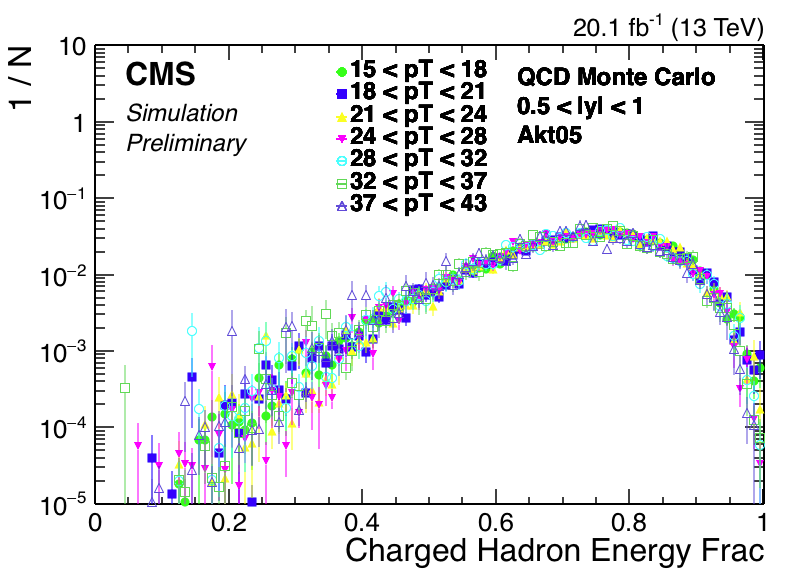 20.1 fb⁻¹ (13 TeV)
1 / N
10
1
10⁻¹
10⁻²
10⁻³
10⁻⁴
10⁻⁵
CMS
Simulation
Preliminary
15 < pT < 18
18 < pT < 21
21 < pT < 24
24 < pT < 28
28 < pT < 32
32 < pT < 37
37 < pT < 43
QCD Monte Carlo
0.5 < |y| < 1
Akt05
0 0.2 0.4 0.6 0.8 1
Charged Hadron Energy Frac